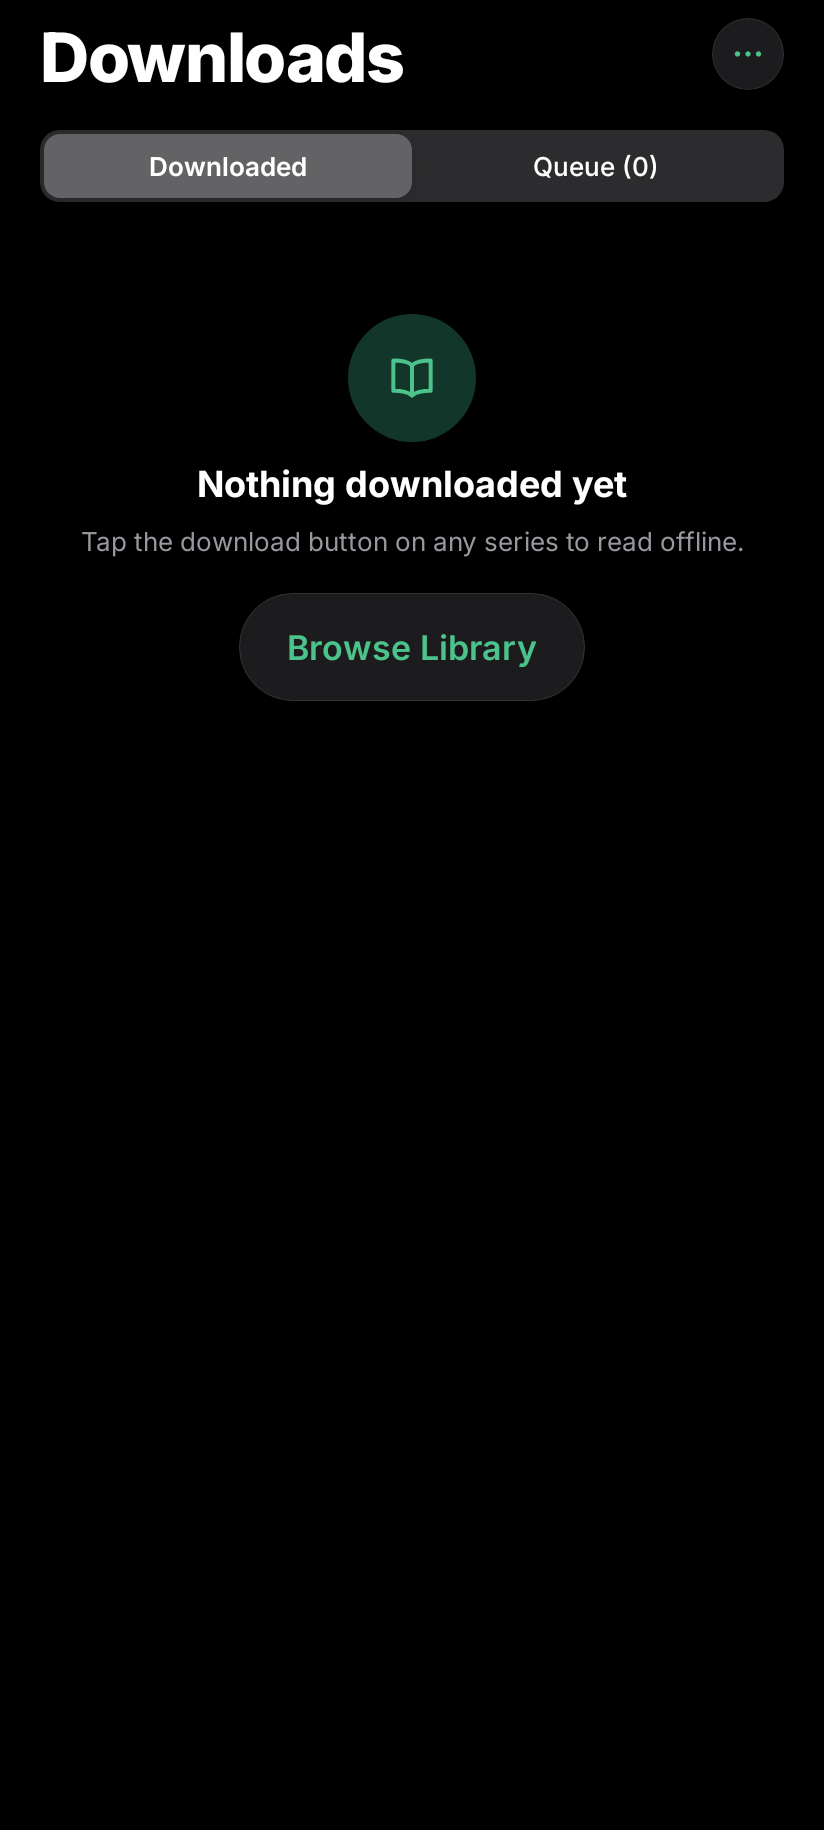 Downloads
Downloaded
Queue (0)
Nothing downloaded yet
Tap the download button on any series to read offline.
Browse Library